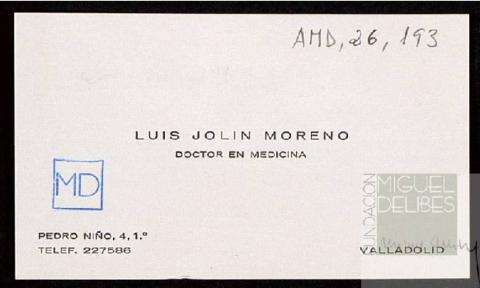 AMD, 26, 193
LUIS JOLIN MORENO
DOCTOR EN MEDICINA
MD
PEDRO NIÑO, 4, 1.º
TELEF. 227586
VALLADOLID
FUNDACIÓN
MIGUEL
DELIBES